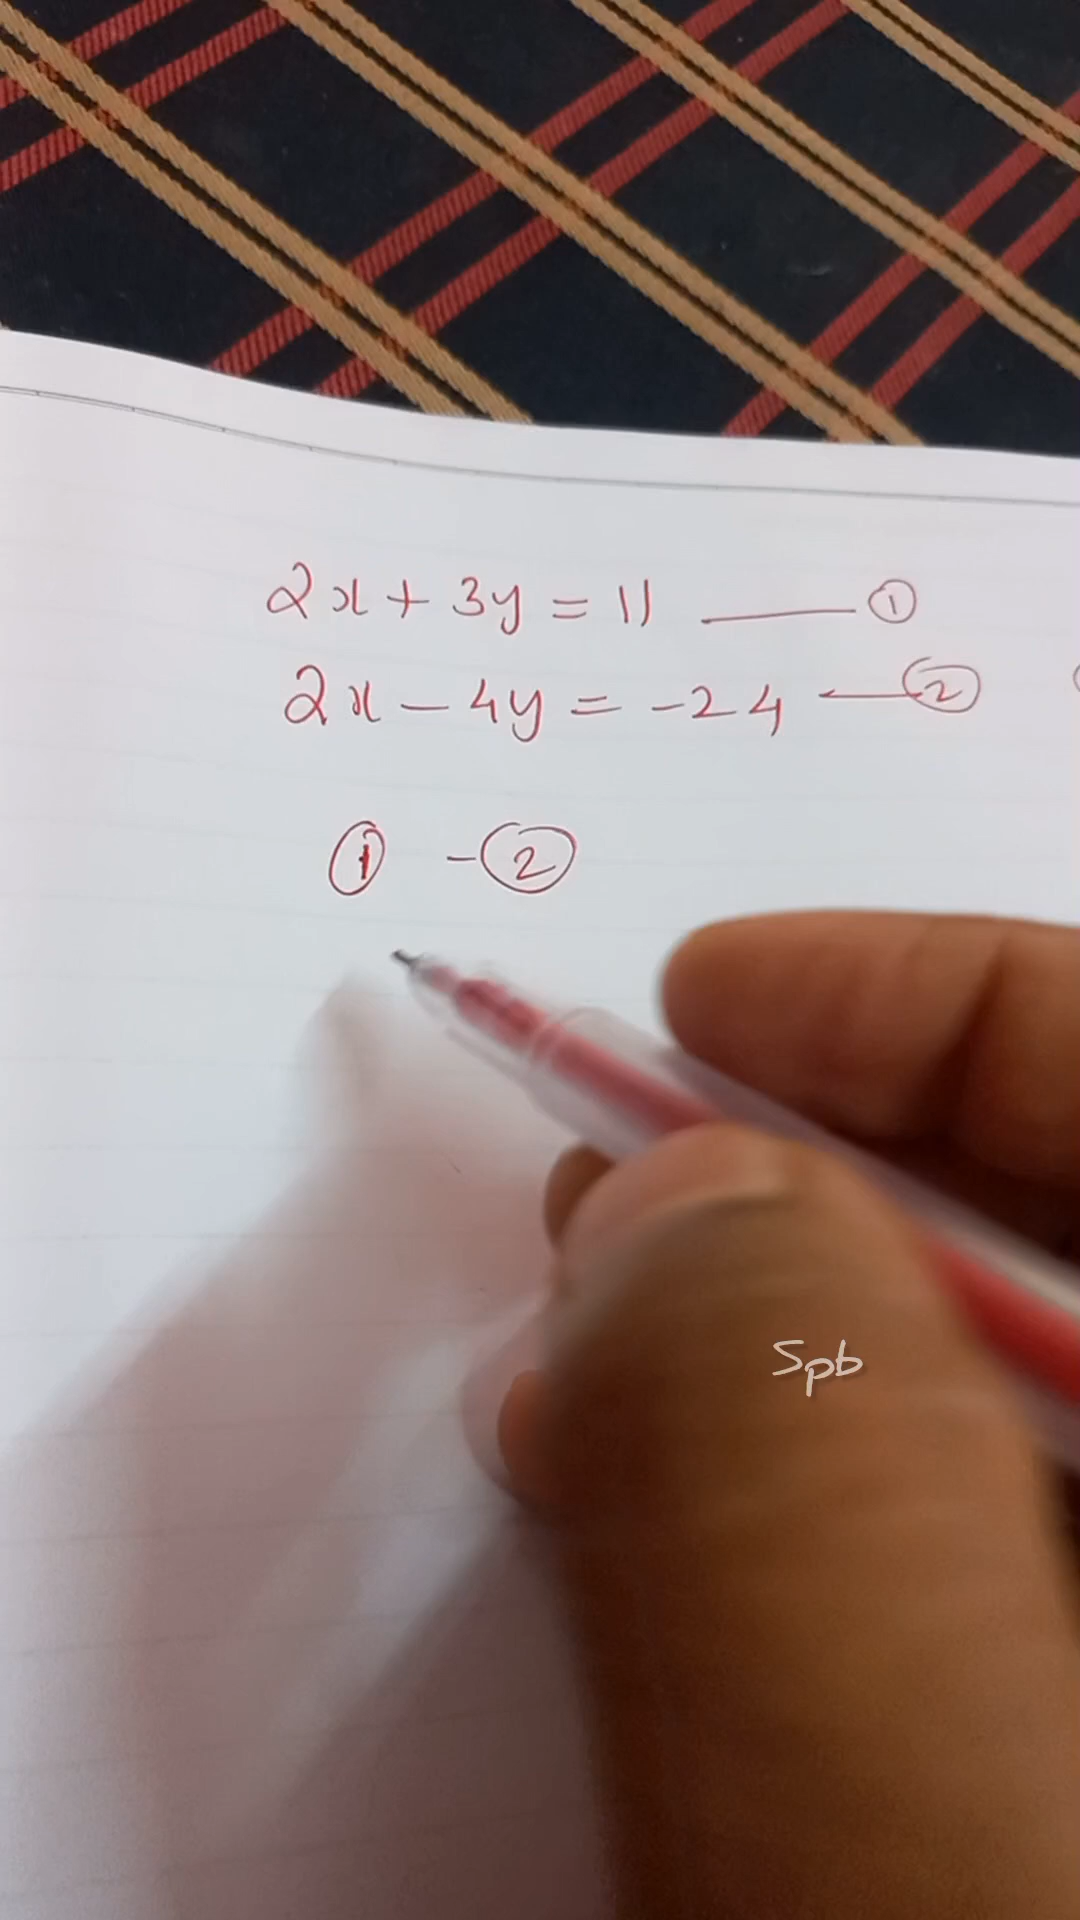 2x + 3y = 11 —— ①
2x - 4y = -24 —— ②
① - ②
Spb